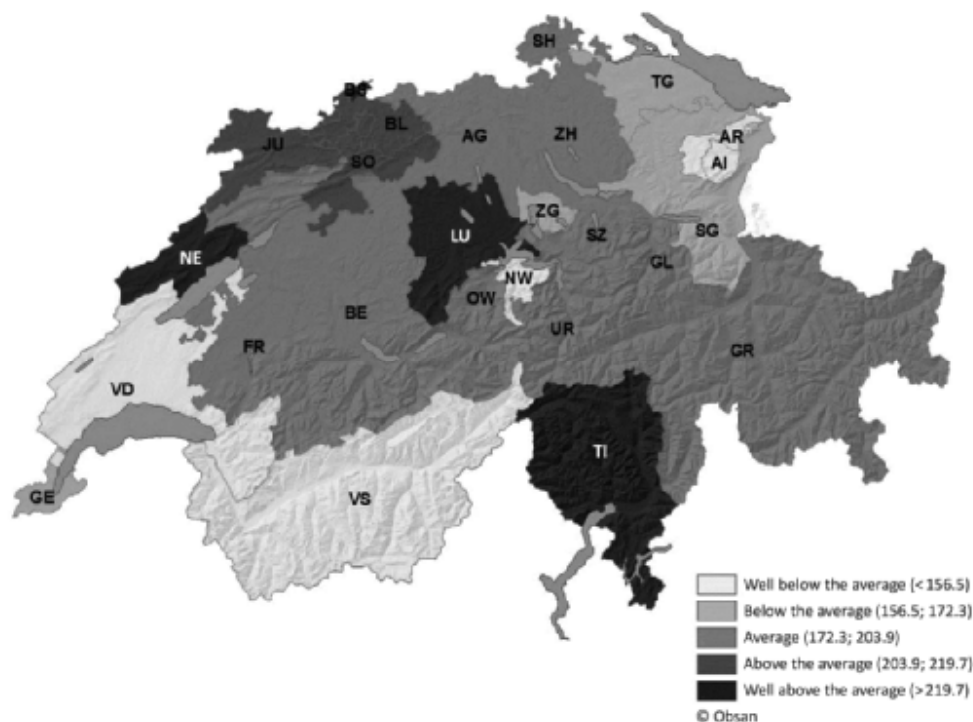 SH
TG
BS
BL
AG
ZH
AR
JU
AI
SO
ZG
LU
SZ
SG
NE
GL
NW
OW
BE
UR
FR
GR
VD
TI
GE
VS
Well below the average (<156.5)
Below the average (156.5; 172.3)
Average (172.3; 203.9)
Above the average (203.9; 219.7)
Well above the average (>219.7)
© Obsan